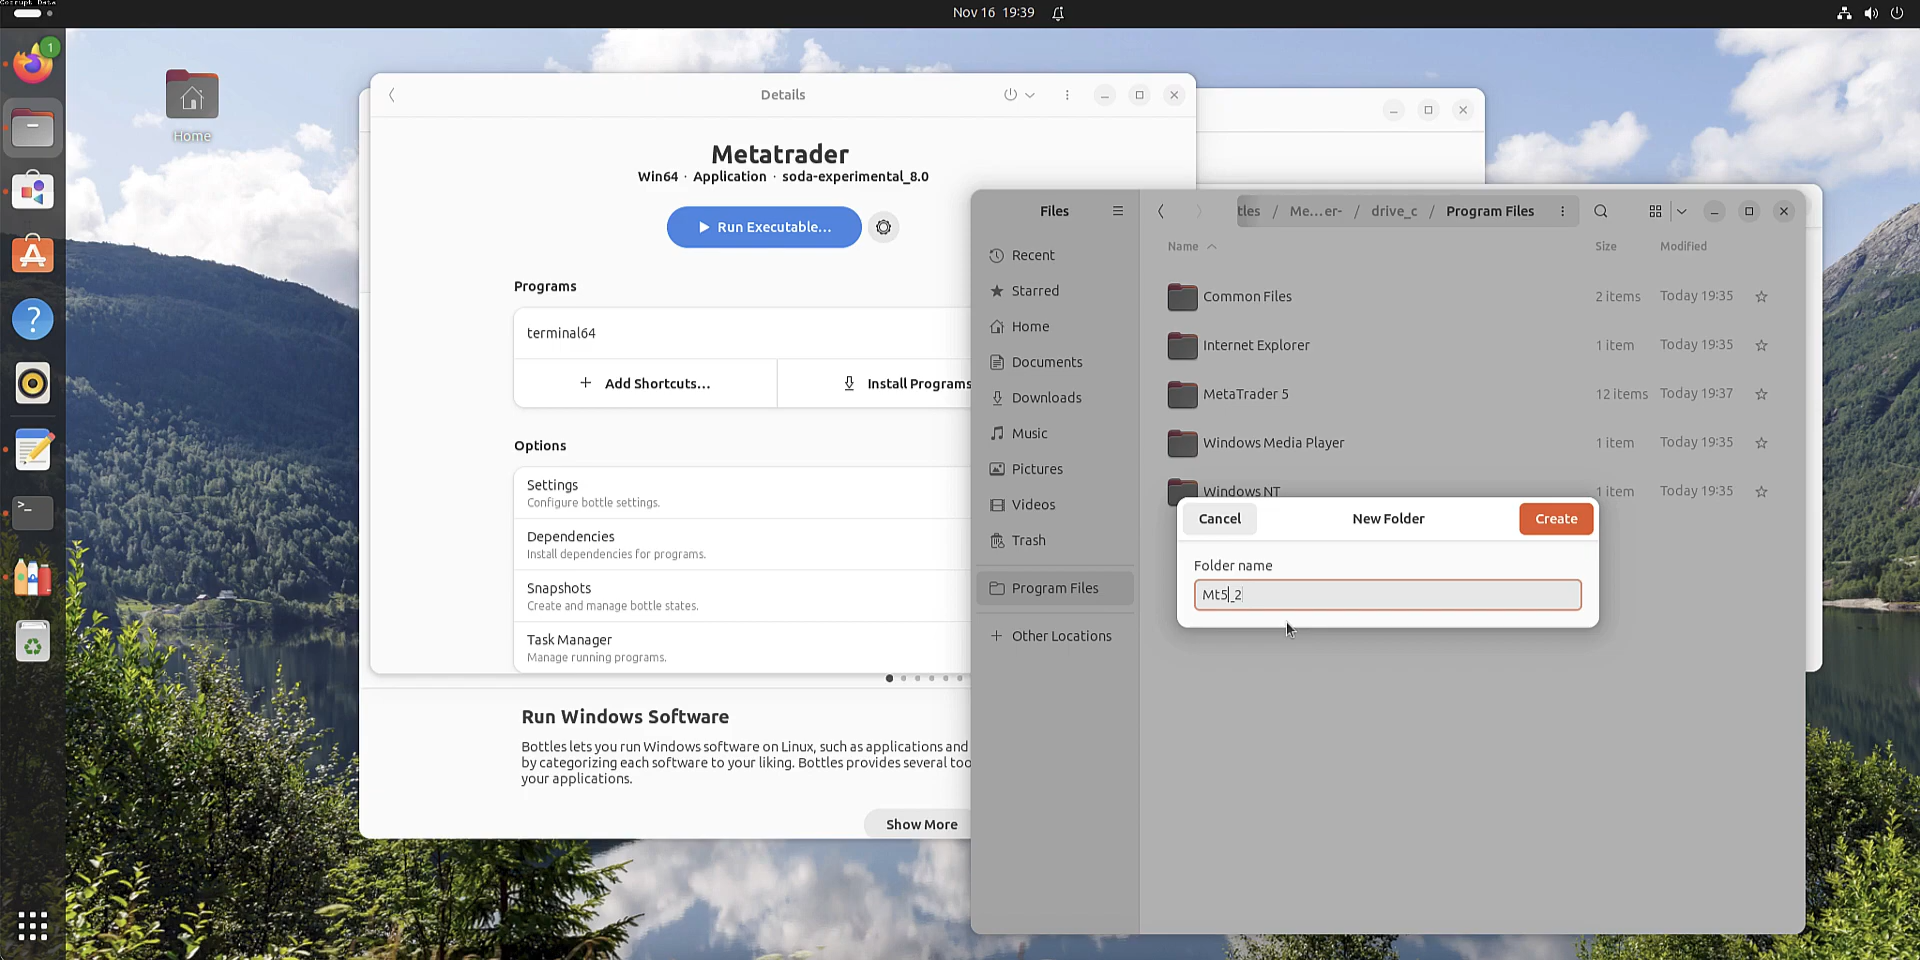 Corrupt Data
Nov 16 19:39
1
Home
Details
Metatrader
Win64 · Application · soda-experimental_8.0
Run Executable...
Programs
terminal64
Add Shortcuts...
Install Programs
Options
Settings
Configure bottle settings.
Dependencies
Install dependencies for programs.
Snapshots
Create and manage bottle states.
Task Manager
Manage running programs.
Run Windows Software
Bottles lets you run Windows software on Linux, such as applications and
by categorizing each software to your liking. Bottles provides several too
your applications.
Show More
Files
Recent
Starred
Home
Documents
Downloads
Music
Pictures
Videos
Trash
Program Files
+ Other Locations
tles / Me...er- / drive_c / Program Files
Name Size Modified
Common Files 2 items Today 19:35
Internet Explorer 1 item Today 19:35
MetaTrader 5 12 items Today 19:37
Windows Media Player 1 item Today 19:35
Windows NT 1 item Today 19:35
Cancel New Folder Create
Folder name
Mt5_2